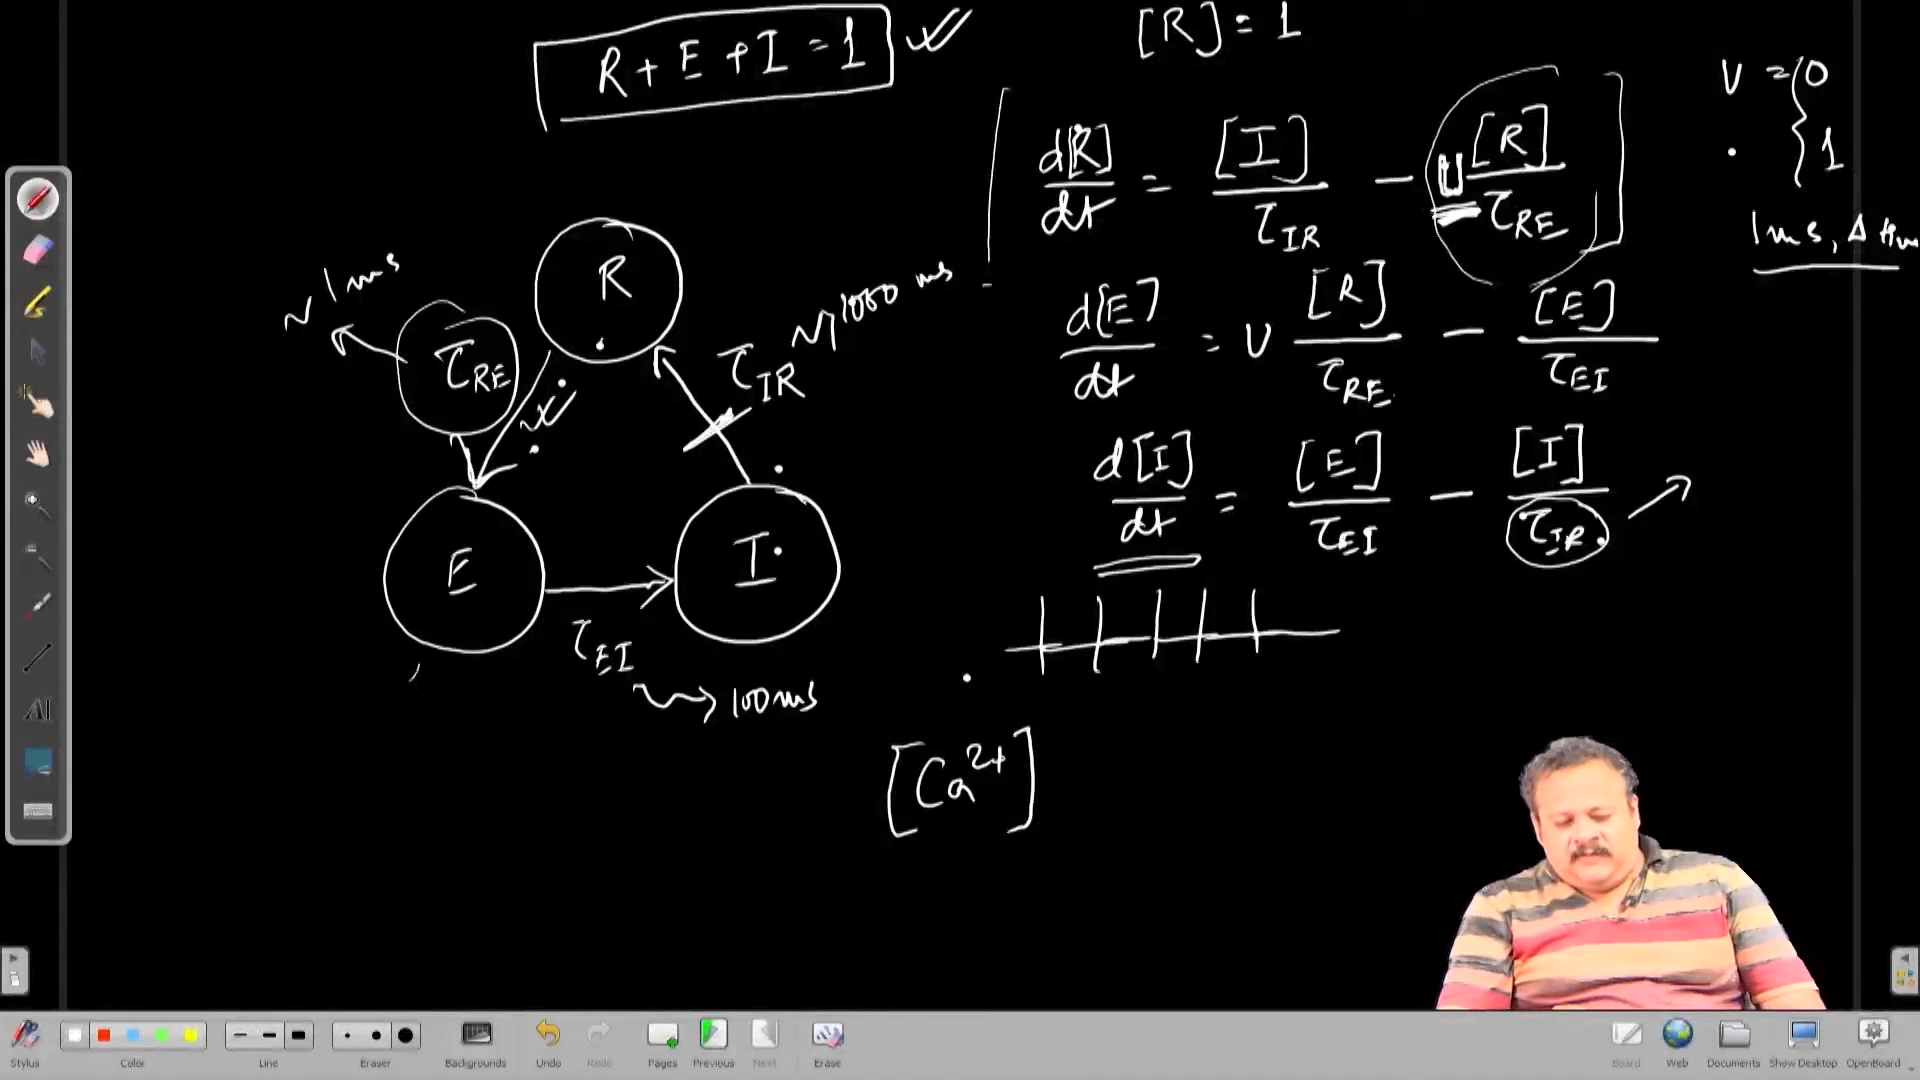 R + E + I = 1
[R] = 1
V = { 0
1
d[R]/dt = [I]/τIR − U [R]/τRE
1ms,
R
~ 1 ms
τRE
τIR ~ 1000 ms
d[E]/dt = U [R]/τRE − [E]/τEI
d[I]/dt = [E]/τEI − [I]/τIR
E
I
τEI
100ms
[Ca²⁺]
Stylus
Color
Line
Eraser
Backgrounds
Undo
Redo
Pages
Previous
Next
Erase
Board
Web
Documents
Show Desktop
OpenBoard